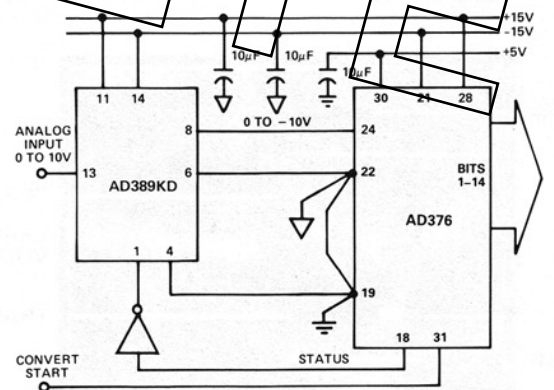 +15V
-15V
+5V
10μF
10μF
10μF
11
14
30
21
28
ANALOG
INPUT
0 TO 10V
13
8
0 TO -10V
24
6
22
AD389KD
BITS
1-14
AD376
1
4
19
18
31
STATUS
CONVERT
START